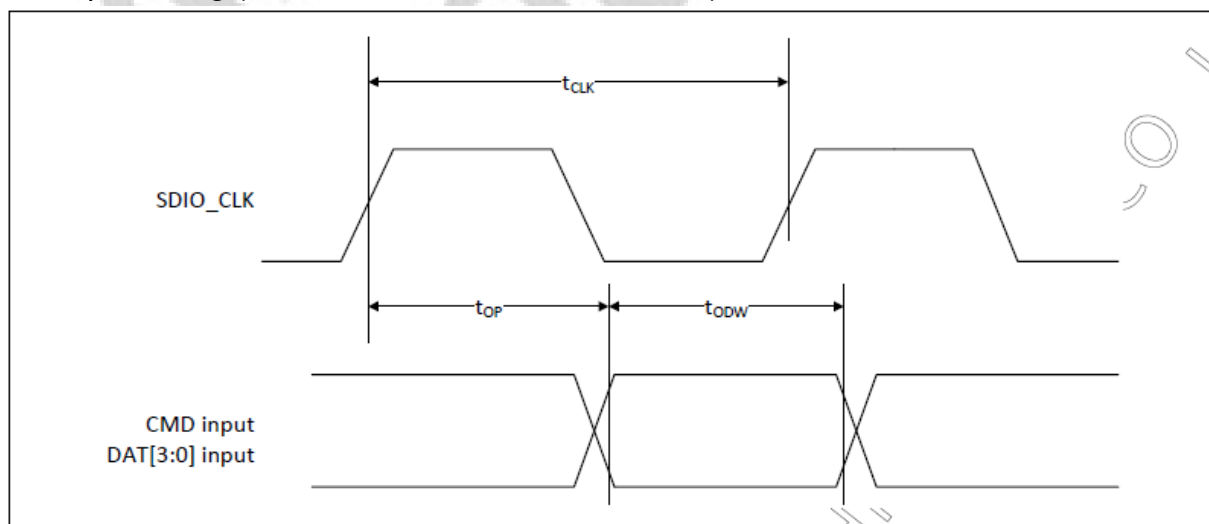 tCLK
SDIO_CLK
tOP
tODW
CMD input
DAT[3:0] input